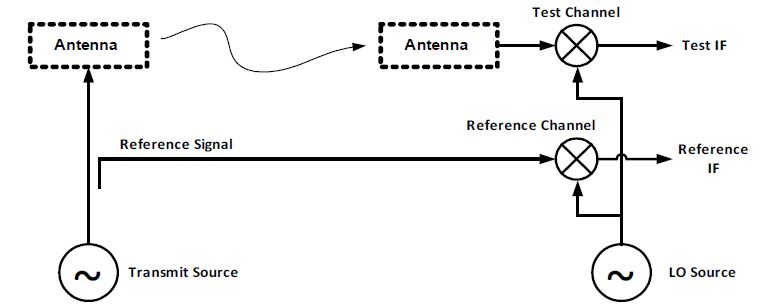 Test Channel
Antenna
Antenna
Test IF
Reference Channel
Reference Signal
Reference
IF
~
Transmit Source
~
LO Source